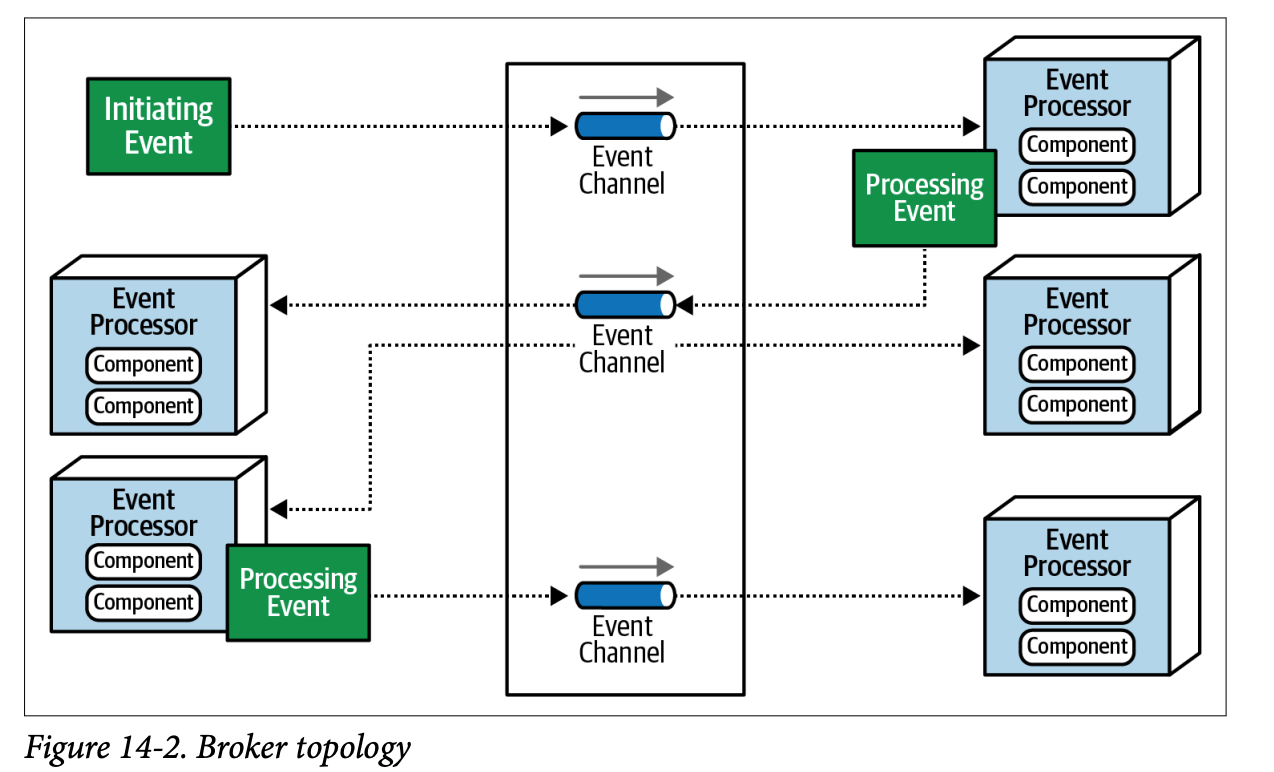 Initiating
Event
Event
Channel
Event
Processor
Component
Component
Processing
Event
Event
Processor
Component
Component
Event
Channel
Event
Processor
Component
Component
Event
Processor
Component
Component
Processing
Event
Event
Channel
Event
Processor
Component
Component
Figure 14-2. Broker topology